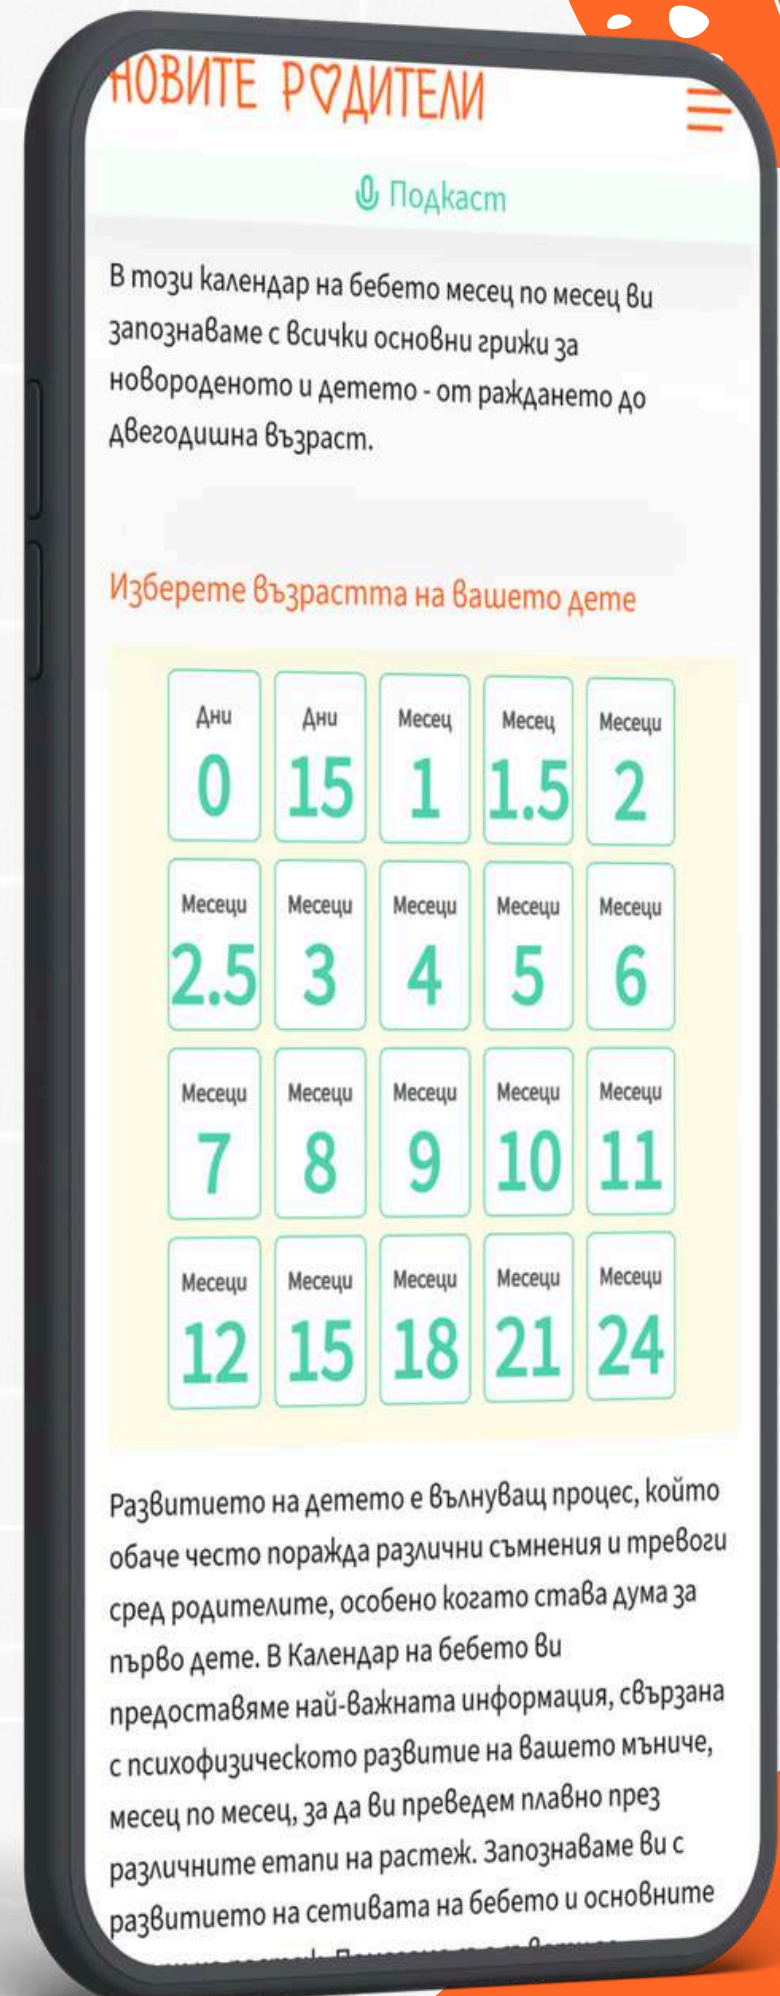 НОВИТЕ РОДИТЕЛИ
Подкаст
В този календар на бебето месец по месец ви
запознаваме с всички основни грижи за
новороденото и детето - от раждането до
двегодишна възраст.
Изберете възрастта на вашето дете
Дни Дни Месец Месец Месеци
0 15 1 1.5 2
Месеци Месеци Месеци Месеци Месеци
2.5 3 4 5 6
Месеци Месеци Месеци Месеци Месеци
7 8 9 10 11
Месеци Месеци Месеци Месеци Месеци
12 15 18 21 24
Развитието на детето е вълнуващ процес, който
обаче често поражда различни съмнения и тревоги
сред родителите, особено когато става дума за
първо дете. В Календар на бебето ви
предоставяме най-важната информация, свързана
с психофизическото развитие на вашето мъниче,
месец по месец, за да ви преведем плавно през
различните етапи на растеж. Запознаваме ви с
развитието на сетивата на бебето и основните